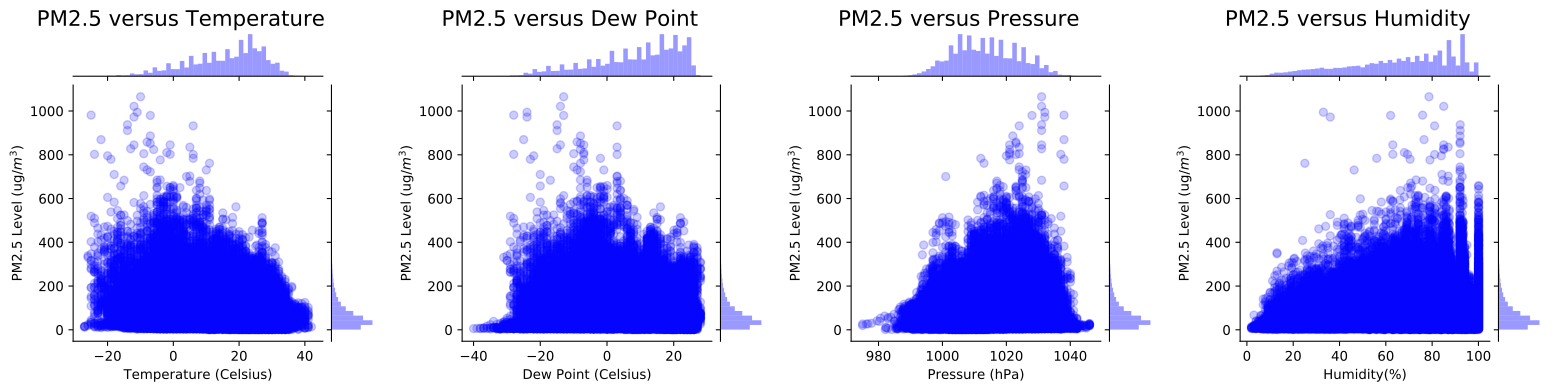 PM2.5 versus Temperature
PM2.5 Level (ug/m³)
1000
800
600
400
200
0
−20 0 20 40
Temperature (Celsius)
PM2.5 versus Dew Point
PM2.5 Level (ug/m³)
1000
800
600
400
200
0
−40 −20 0 20
Dew Point (Celsius)
PM2.5 versus Pressure
PM2.5 Level (ug/m³)
1000
800
600
400
200
0
980 1000 1020 1040
Pressure (hPa)
PM2.5 versus Humidity
PM2.5 Level (ug/m³)
1000
800
600
400
200
0
0 20 40 60 80 100
Humidity(%)